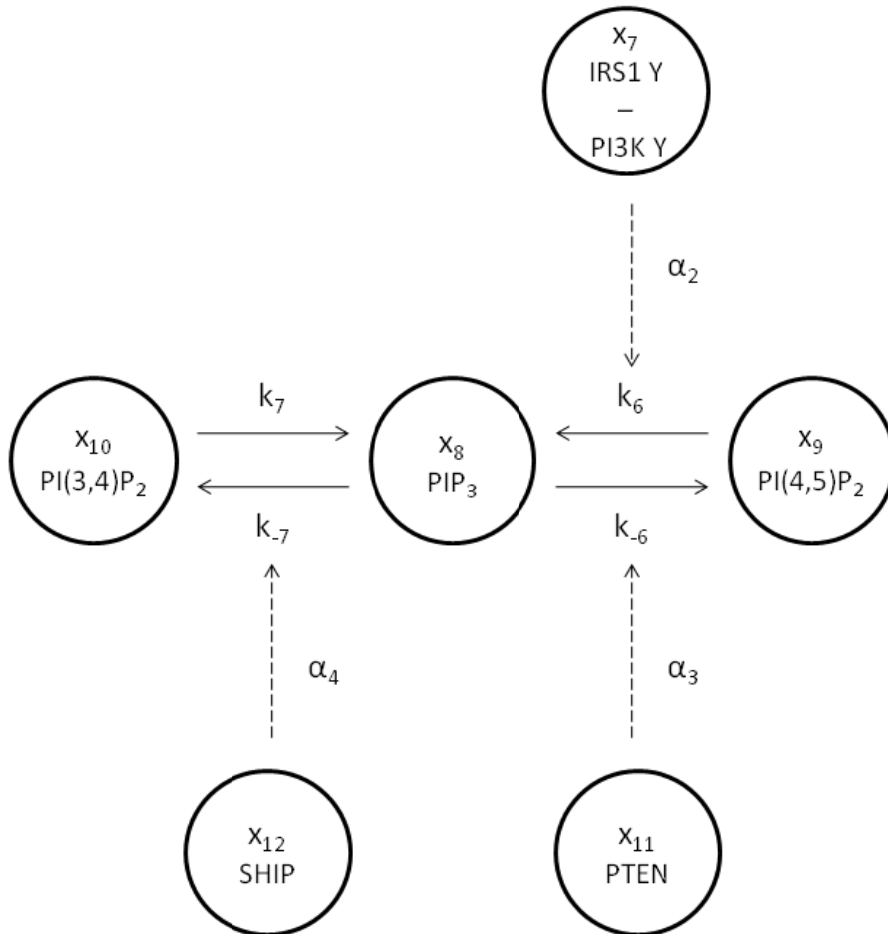 x₇
IRS1 Y
–
PI3K Y
α₂
k₇
k₆
x₁₀
PI(3,4)P₂
x₈
PIP₃
x₉
PI(4,5)P₂
k₋₇
k₋₆
α₄
α₃
x₁₂
SHIP
x₁₁
PTEN